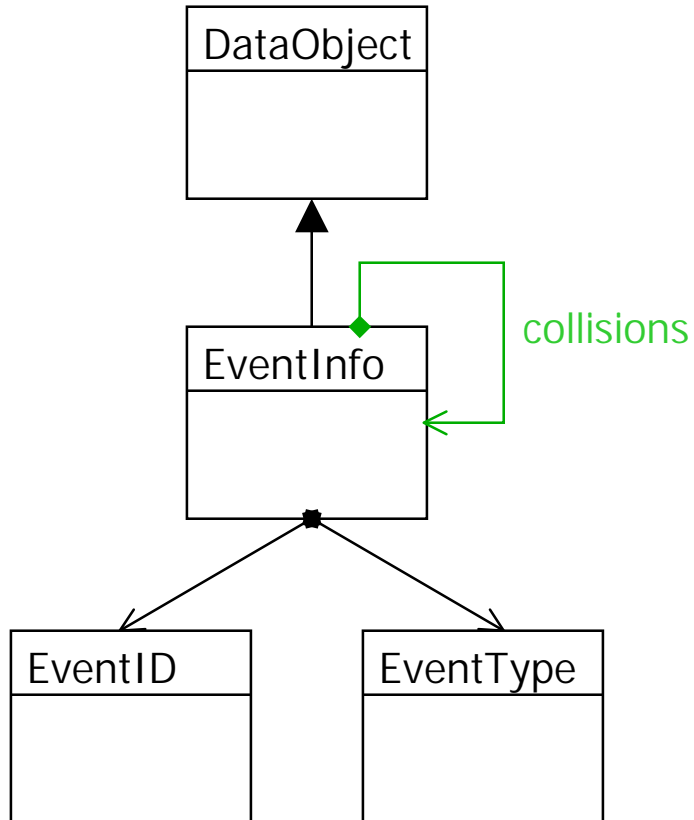 DataObject
collisions
EventInfo
EventID
EventType